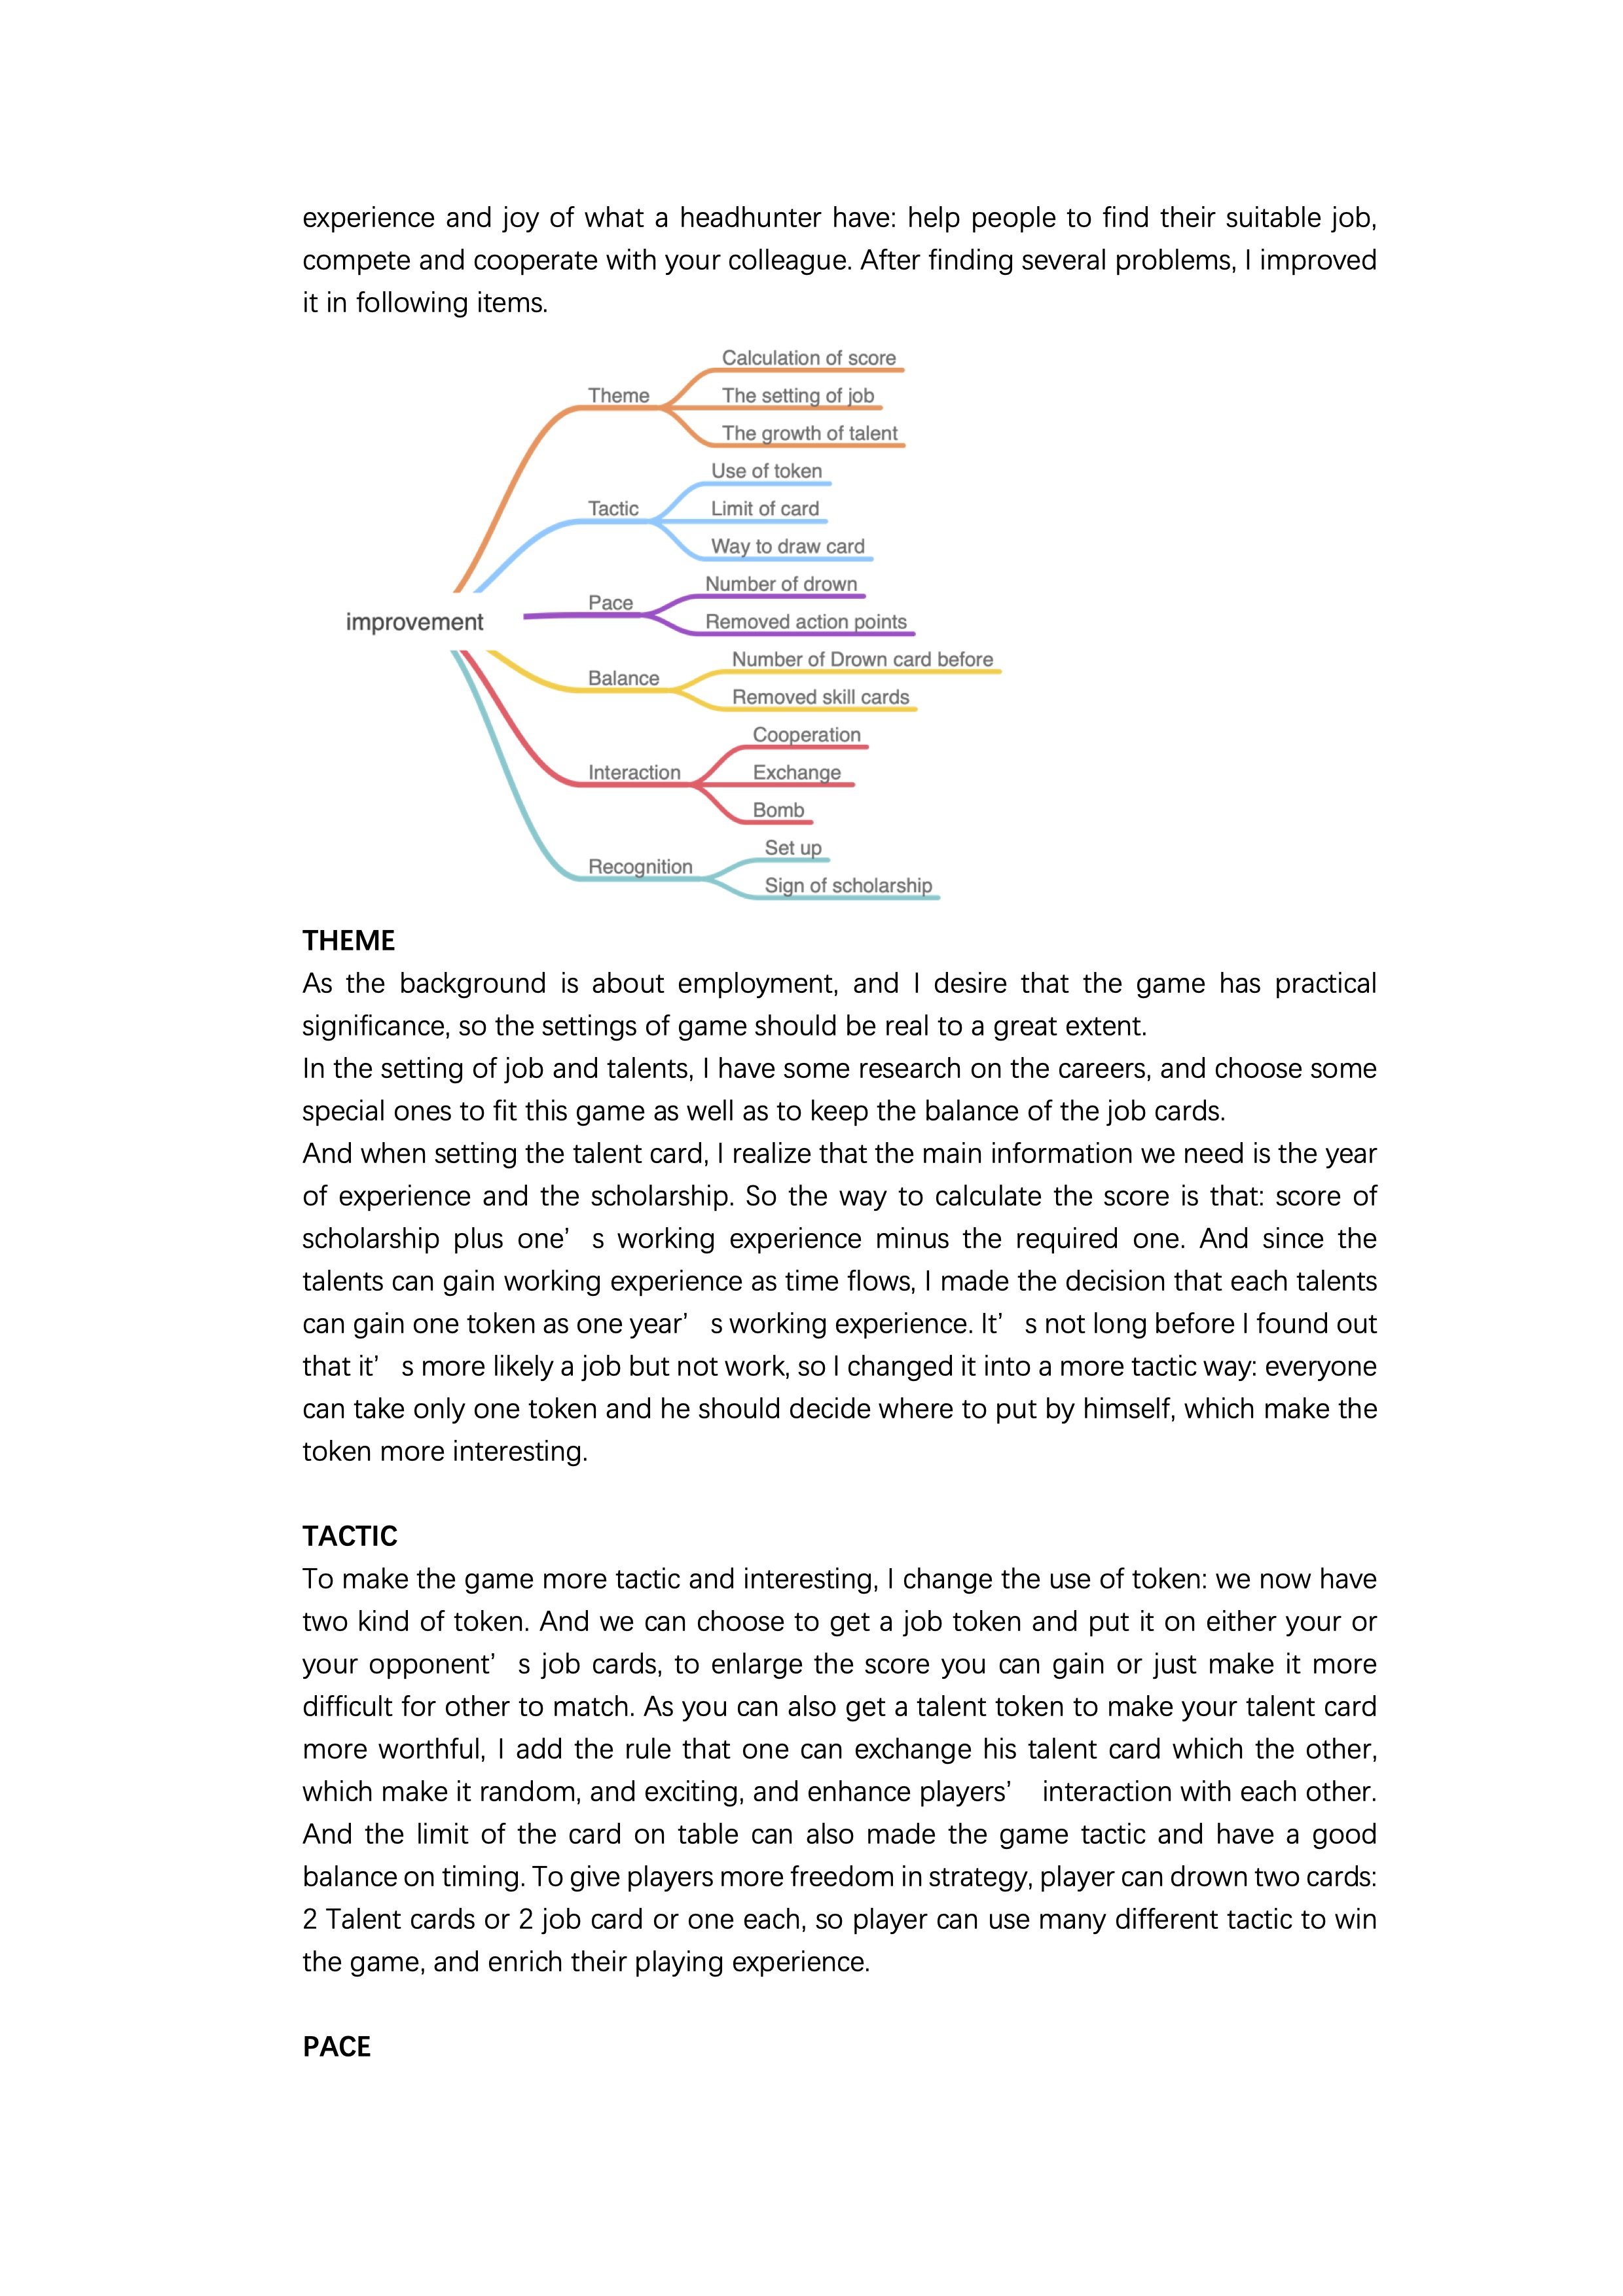 experience and joy of what a headhunter have: help people to find their suitable job,
compete and cooperate with your colleague. After finding several problems, I improved
it in following items.
Calculation of score
Theme
The setting of job
The growth of talent
Use of token
Tactic
Limit of card
Way to draw card
Number of drown
Pace
Removed action points
improvement
Number of Drown card before
Balance
Removed skill cards
Cooperation
Interaction
Exchange
Bomb
Set up
Recognition
Sign of scholarship
THEME
As the background is about employment, and I desire that the game has practical
significance, so the settings of game should be real to a great extent.
In the setting of job and talents, I have some research on the careers, and choose some
special ones to fit this game as well as to keep the balance of the job cards.
And when setting the talent card, I realize that the main information we need is the year
of experience and the scholarship. So the way to calculate the score is that: score of
scholarship plus one’ s working experience minus the required one. And since the
talents can gain working experience as time flows, I made the decision that each talents
can gain one token as one year’ s working experience. It’ s not long before I found out
that it’ s more likely a job but not work, so I changed it into a more tactic way: everyone
can take only one token and he should decide where to put by himself, which make the
token more interesting.
TACTIC
To make the game more tactic and interesting, I change the use of token: we now have
two kind of token. And we can choose to get a job token and put it on either your or
your opponent’ s job cards, to enlarge the score you can gain or just make it more
difficult for other to match. As you can also get a talent token to make your talent card
more worthful, I add the rule that one can exchange his talent card which the other,
which make it random, and exciting, and enhance players’ interaction with each other.
And the limit of the card on table can also made the game tactic and have a good
balance on timing. To give players more freedom in strategy, player can drown two cards:
2 Talent cards or 2 job card or one each, so player can use many different tactic to win
the game, and enrich their playing experience.
PACE